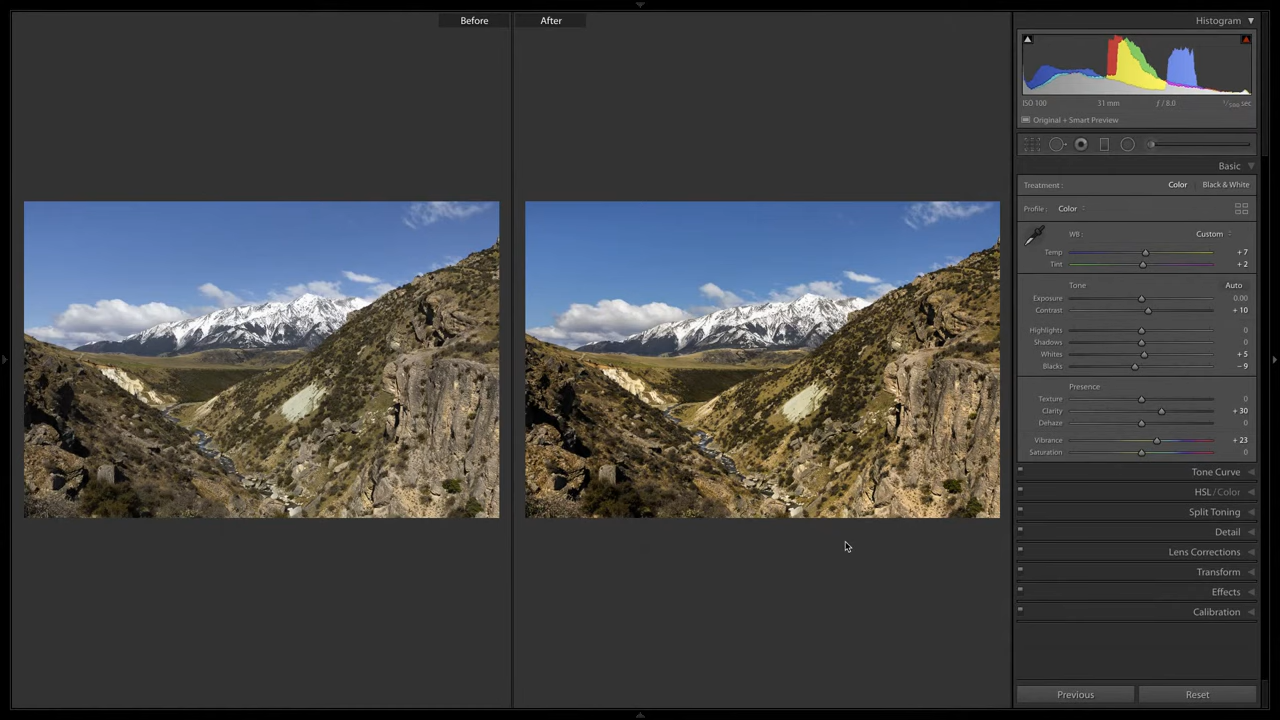 Before
After
Histogram
ISO 100 31 mm ƒ / 8.0 1/500 sec
Original + Smart Preview
Basic
Treatment : Color Black & White
Profile : Color
WB : Custom
Temp + 7
Tint + 2
Tone Auto
Exposure 0.00
Contrast + 10
Highlights 0
Shadows 0
Whites + 5
Blacks − 9
Presence
Texture 0
Clarity + 30
Dehaze 0
Vibrance + 23
Saturation 0
Tone Curve
HSL / Color
Split Toning
Detail
Lens Corrections
Transform
Effects
Calibration
Previous Reset